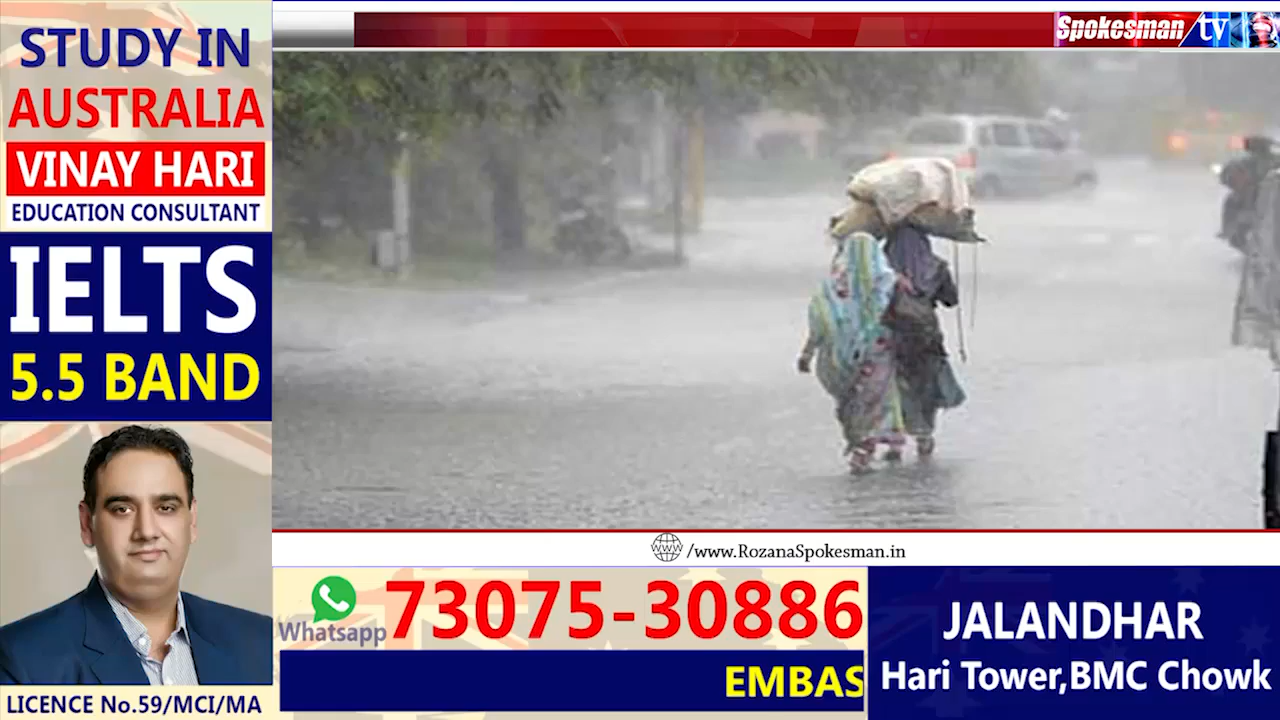 STUDY IN
AUSTRALIA
VINAY HARI
EDUCATION CONSULTANT
IELTS
5.5 BAND
LICENCE No.59/MCI/MA
Spokesman tv
www /www.RozanaSpokesman.in
Whatsapp
73075-30886
EMBAS
JALANDHAR
Hari Tower,BMC Chowk